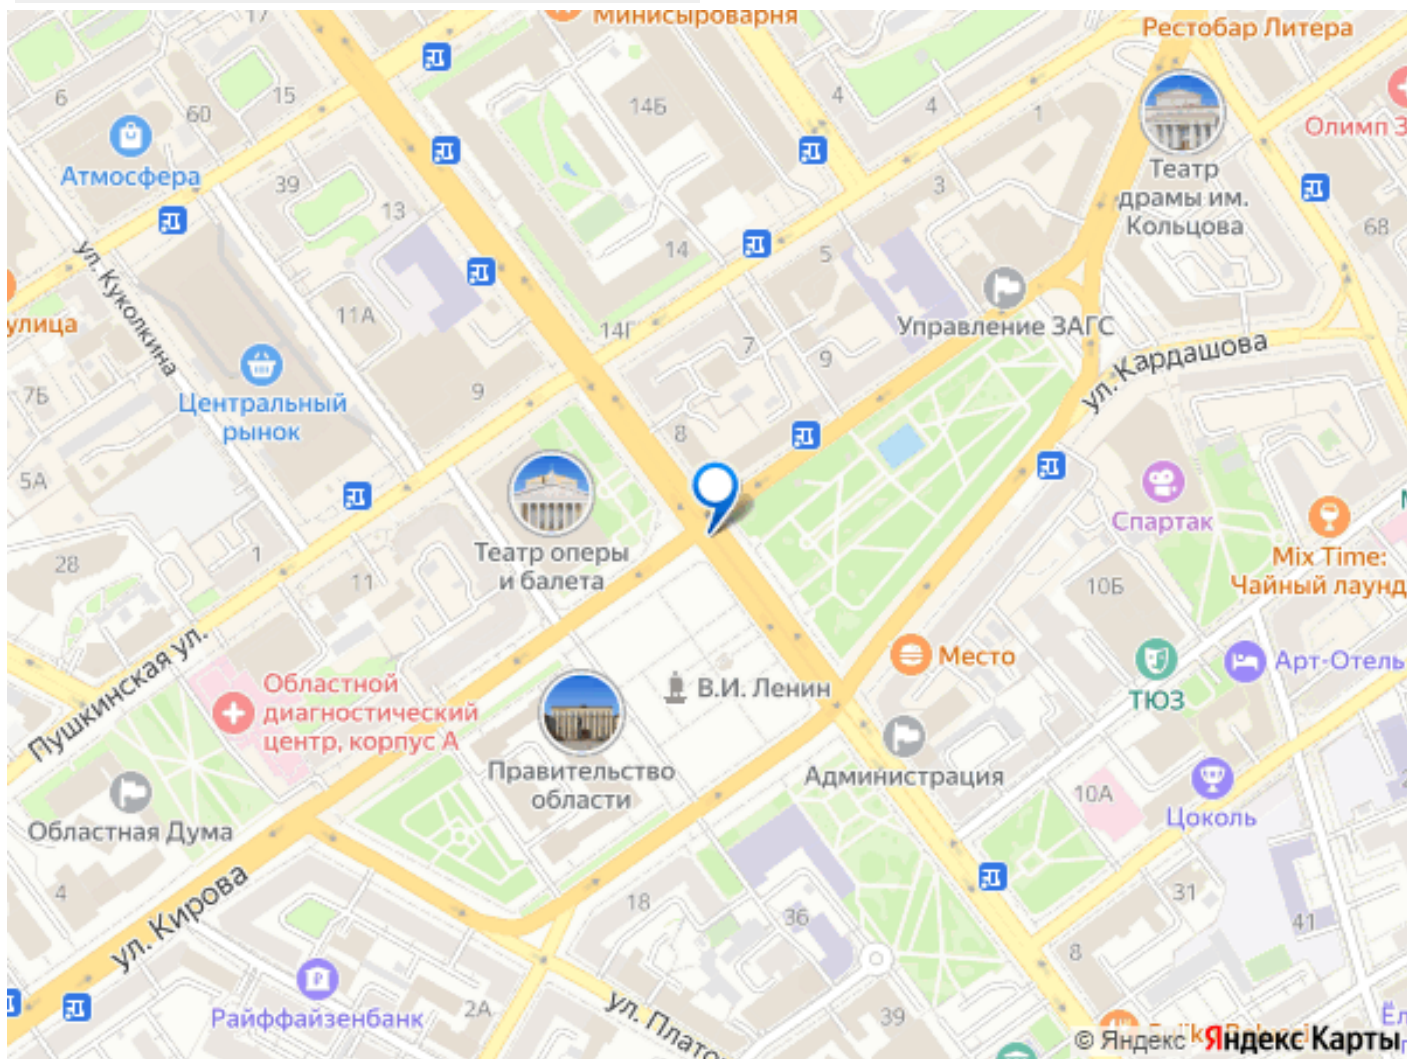 Минисыроварня
Рестобар Литера
17
6
15
60
14Б
4
4
1
Олимп З
Атмосфера
39
13
3
Театр
драмы им.
Кольцова
68
ул. Куколкина
14
5
улица
11А
14Г
7
9
Управление ЗАГС
ул. Кардашова
7Б
Центральный
рынок
9
8
5А
Спартак
28
1
11
Театр оперы
и балета
10Б
Mix Time:
Чайный лаунд
Пушкинская ул.
Место
Арт-Отель
ТЮЗ
Областной
диагностический
центр, корпус А
В.И. Ленин
Правительство
области
Администрация
10А
Цоколь
Областная Дума
4
ул. Кирова
18
36
31
41
8
Райффайзенбанк
2А
ул. Плато
39
© Яндекс Яндекс Карты